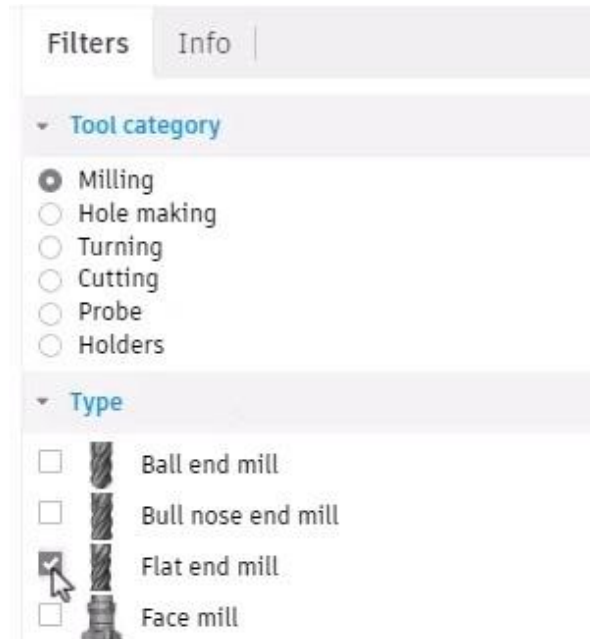 Filters Info
Tool category
Milling
Hole making
Turning
Cutting
Probe
Holders
Type
Ball end mill
Bull nose end mill
Flat end mill
Face mill